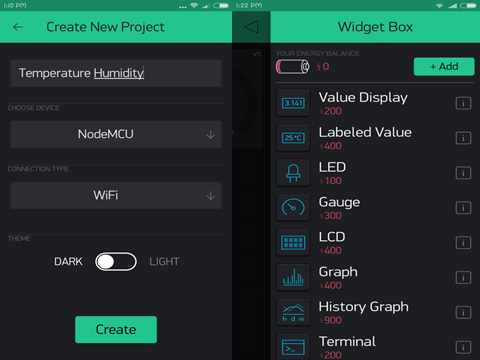 1:10 PM
Create New Project
Temperature Humidity
CHOOSE DEVICE
NodeMCU
CONNECTION TYPE
WiFi
THEME
DARK
LIGHT
Create
1:22 PM
V1
Widget Box
YOUR ENERGY BALANCE
0
+ Add
3.141
Value Display
200
25°C
Labeled Value
400
LED
100
Gauge
300
LCD
400
Graph
400
h d m
History Graph
900
Terminal
200